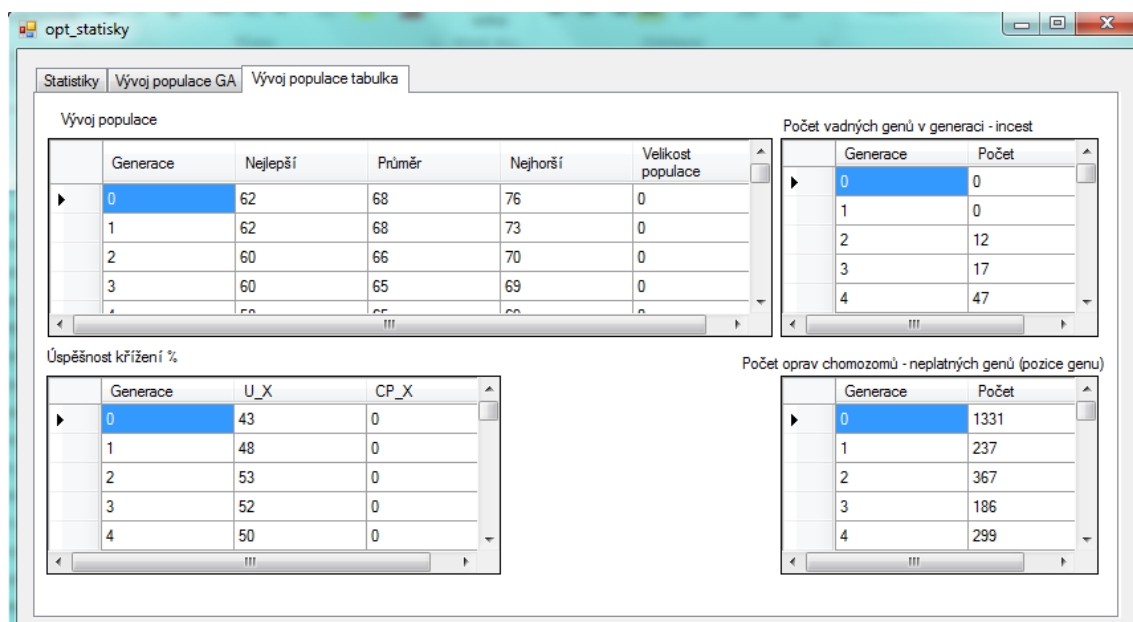 opt_statisky
Statistiky Vývoj populace GA Vývoj populace tabulka
Vývoj populace
Generace Nejlepší Průměr Nejhorší Velikost populace
0 62 68 76 0
1 62 68 73 0
2 60 66 70 0
3 60 65 69 0
Počet vadných genů v generaci - incest
Generace Počet
0 0
1 0
2 12
3 17
4 47
Úspěšnost křížení %
Generace U_X CP_X
0 43 0
1 48 0
2 53 0
3 52 0
4 50 0
Počet oprav chomozomů - neplatných genů (pozice genu)
Generace Počet
0 1331
1 237
2 367
3 186
4 299